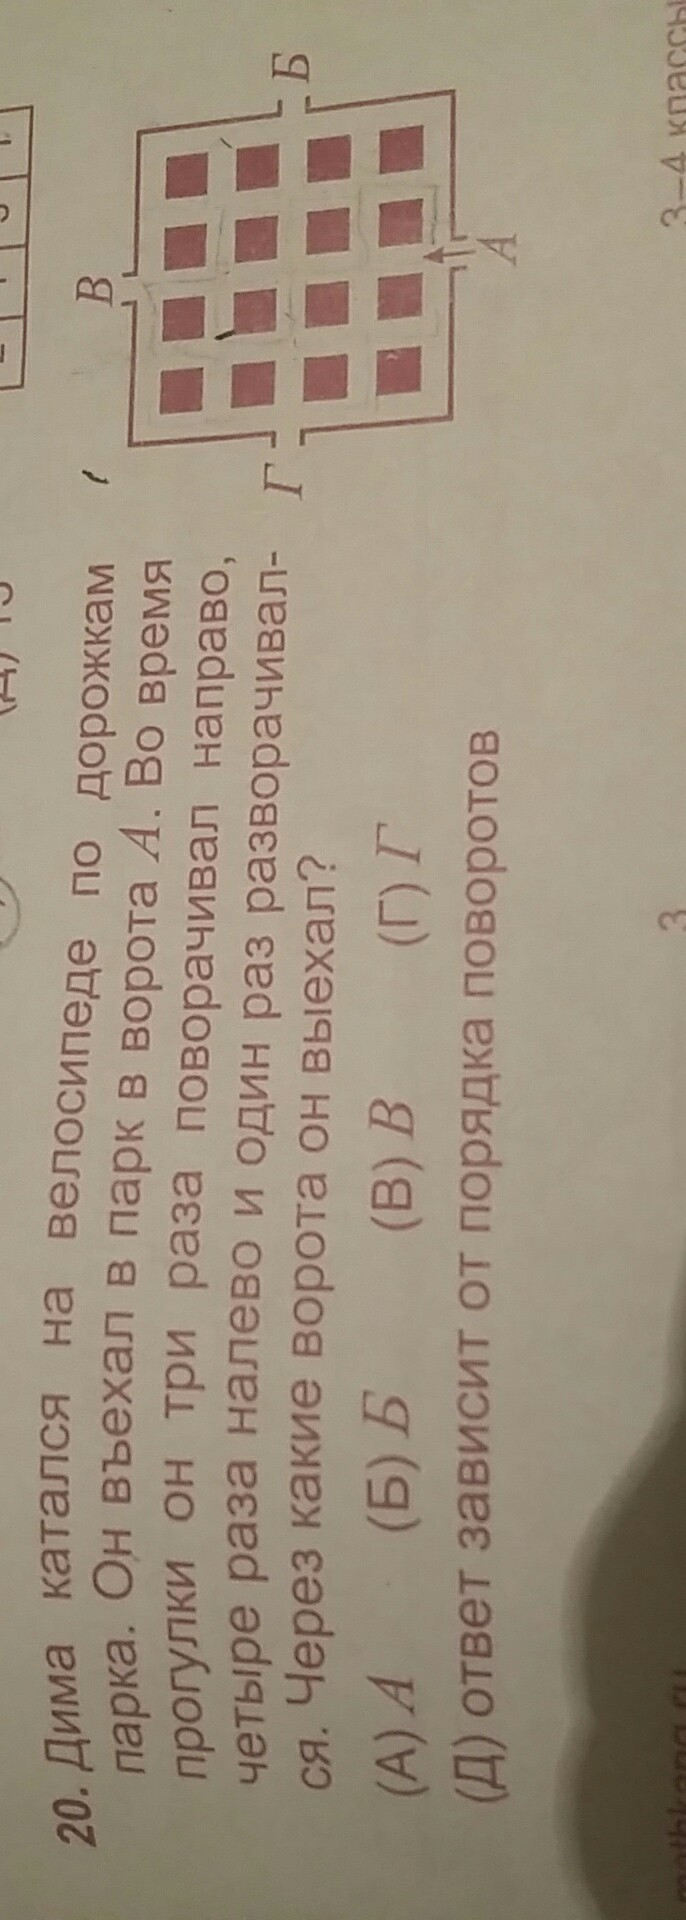 20. Дима катался на велосипеде по дорожкам
парка. Он въехал в парк в ворота А. Во время
прогулки он три раза поворачивал направо,
четыре раза налево и один раз разворачивал-
ся. Через какие ворота он выехал?
(А) А (Б) Б (В) В (Г) Г
(Д) ответ зависит от порядка поворотов
В
Г
Б
А
3
3–4 классы